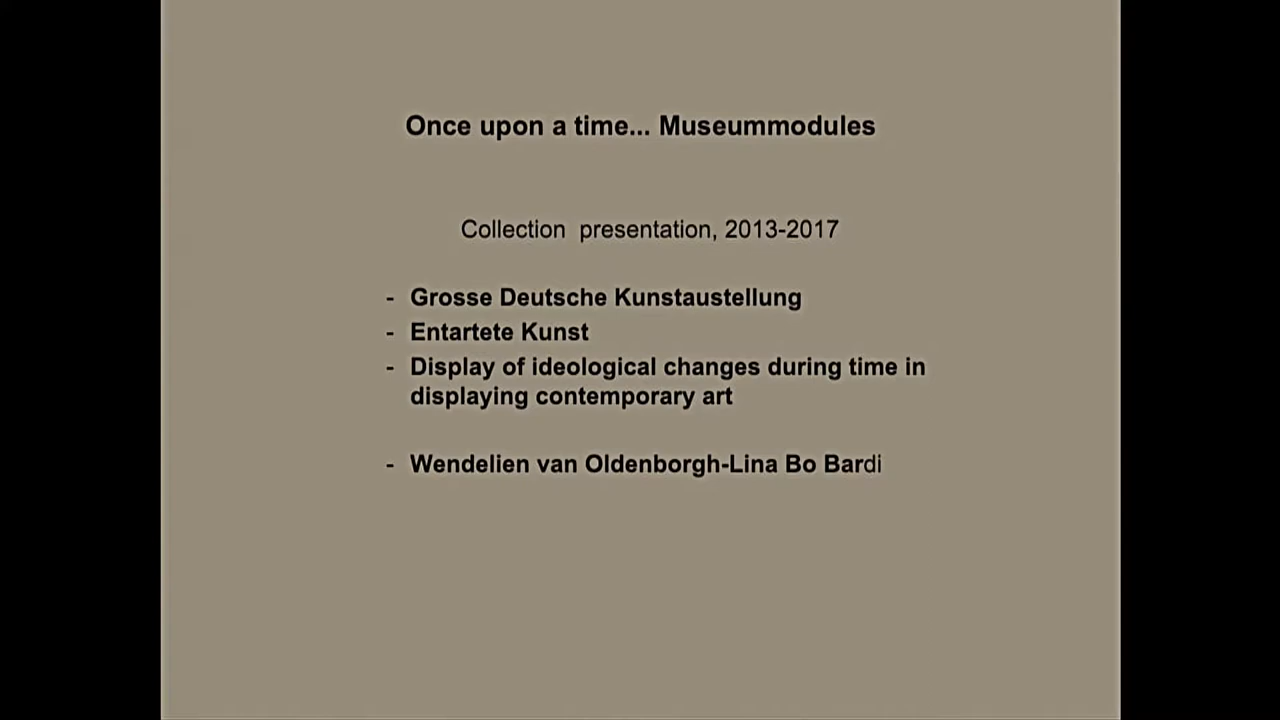 Once upon a time... Museummodules
Collection presentation, 2013-2017
- Grosse Deutsche Kunstaustellung
- Entartete Kunst
- Display of ideological changes during time in
displaying contemporary art
- Wendelien van Oldenborgh-Lina Bo Bardi